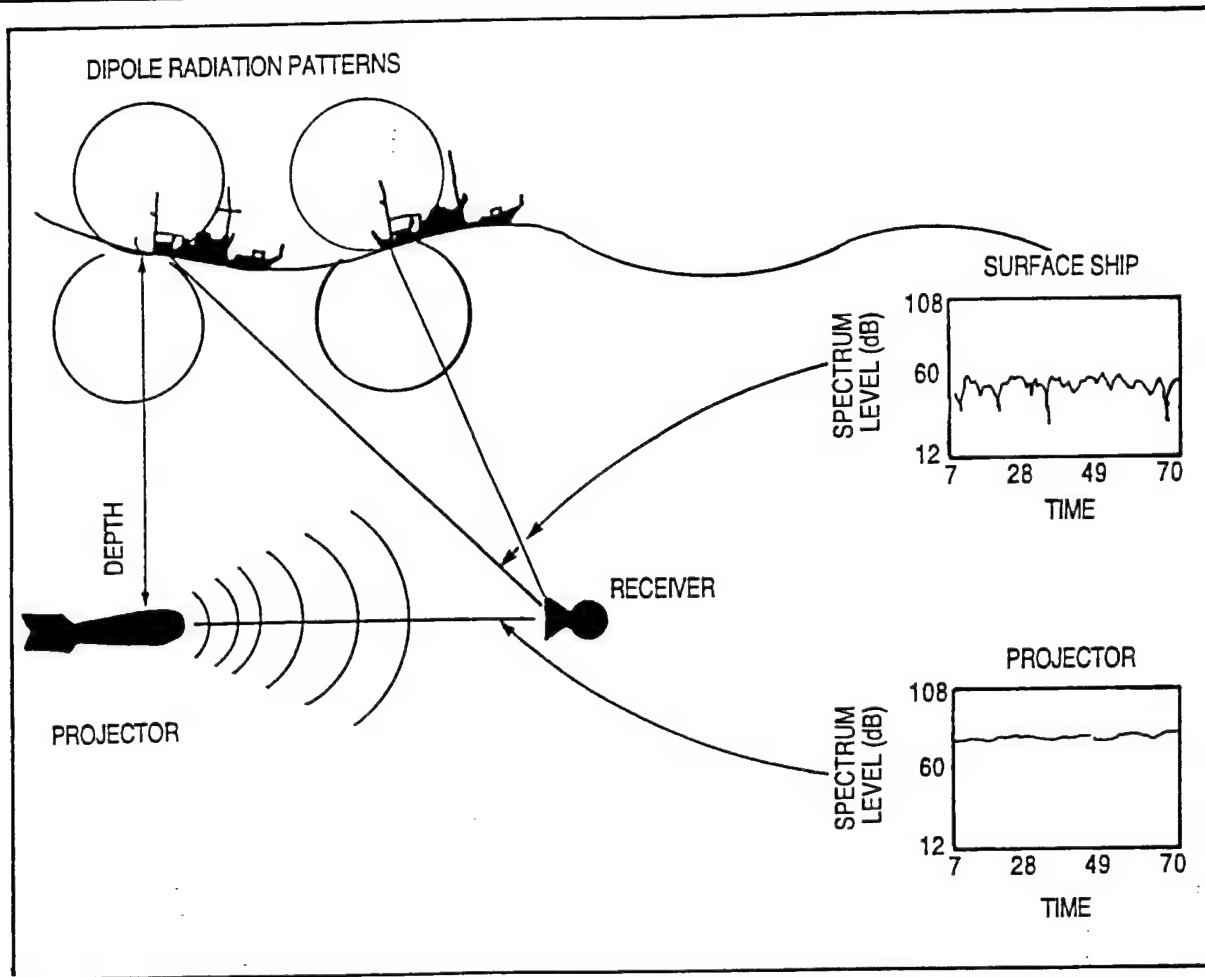 DIPOLE RADIATION PATTERNS
SURFACE SHIP
SPECTRUM
LEVEL (dB)
108
60
12
7 28 49 70
TIME
DEPTH
RECEIVER
PROJECTOR
PROJECTOR
SPECTRUM
LEVEL (dB)
108
60
12
7 28 49 70
TIME